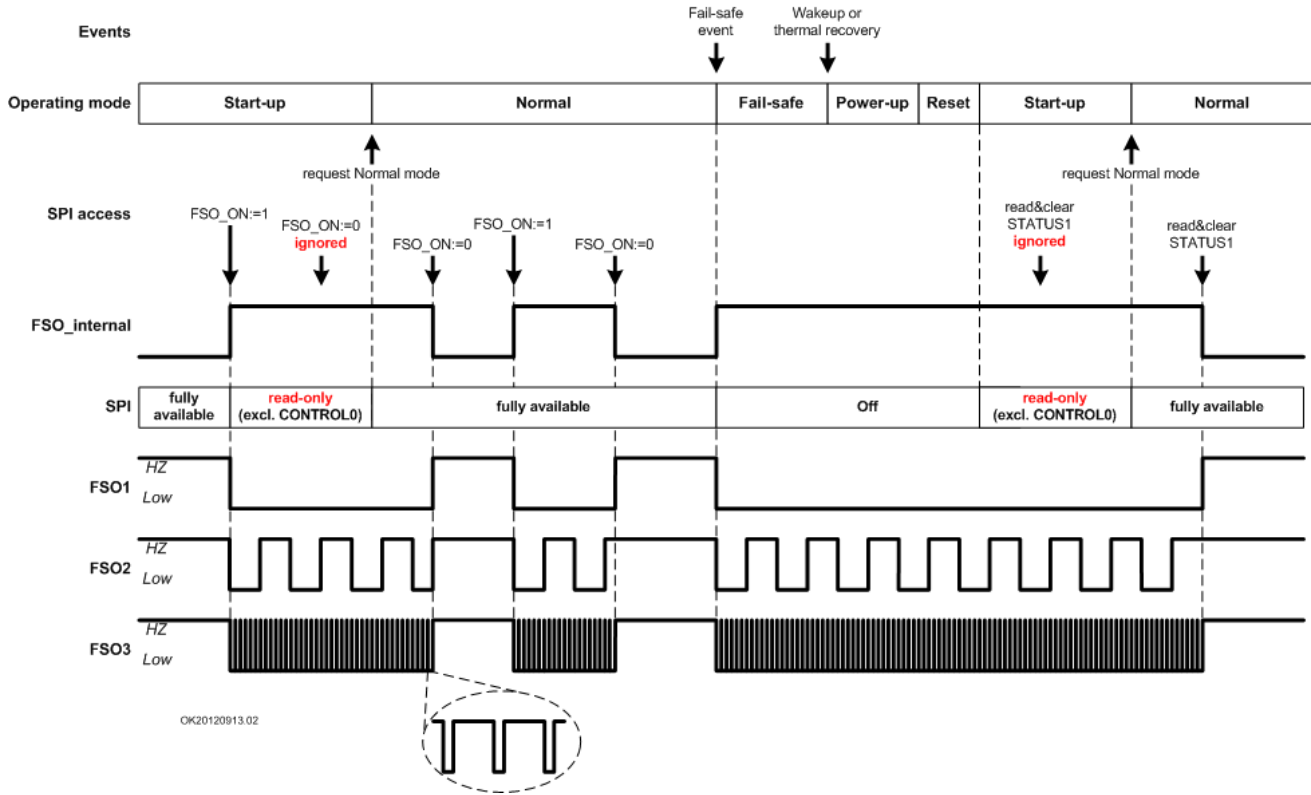 Events
Fail-safe
event
Wakeup or
thermal recovery
Operating mode
Start-up
Normal
Fail-safe
Power-up
Reset
Start-up
Normal
request Normal mode
request Normal mode
SPI access
FSO_ON:=1
FSO_ON:=0
ignored
FSO_ON:=0
FSO_ON:=1
FSO_ON:=0
read&clear
STATUS1
ignored
read&clear
STATUS1
FSO_internal
SPI
fully
available
read-only
(excl. CONTROL0)
fully available
Off
read-only
(excl. CONTROL0)
fully available
FSO1
HZ
Low
FSO2
HZ
Low
FSO3
HZ
Low
OK20120913.02